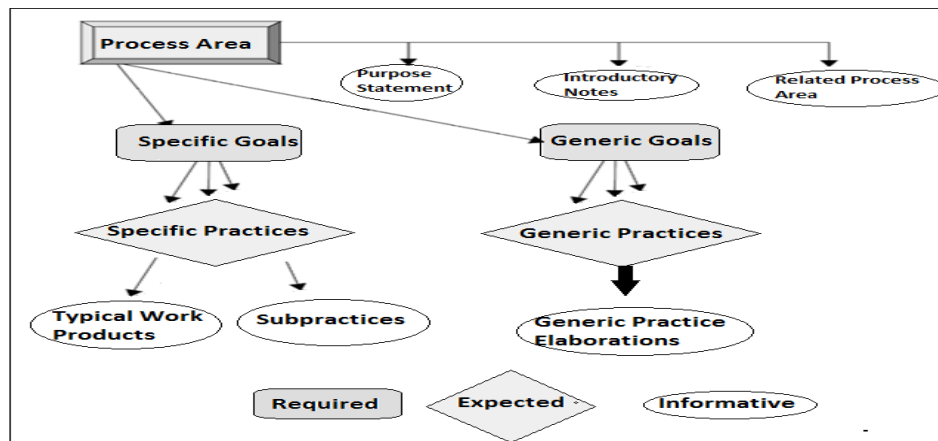 Process Area
Purpose
Statement
Introductory
Notes
Related Process
Area
Specific Goals
Generic Goals
Specific Practices
Generic Practices
Typical Work
Products
Subpractices
Generic Practice
Elaborations
Required
Expected
Informative